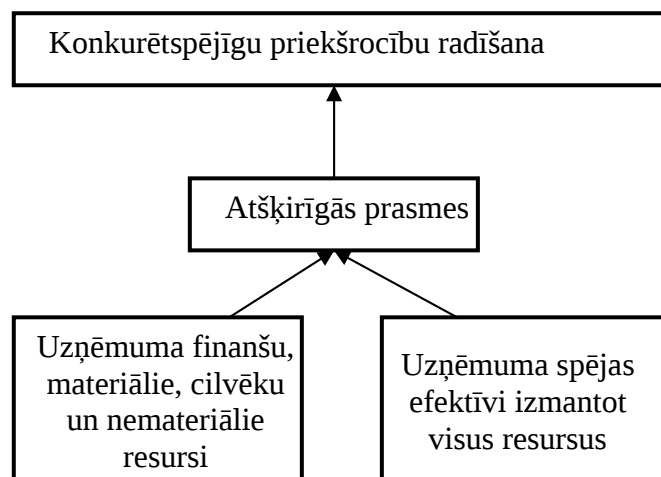 Konkurētspējīgu priekšrocību radīšana
Atšķirīgās prasmes
Uzņēmuma finanšu,
materiālie, cilvēku
un nemateriālie
resursi
Uzņēmuma spējas
efektīvi izmantot
visus resursus